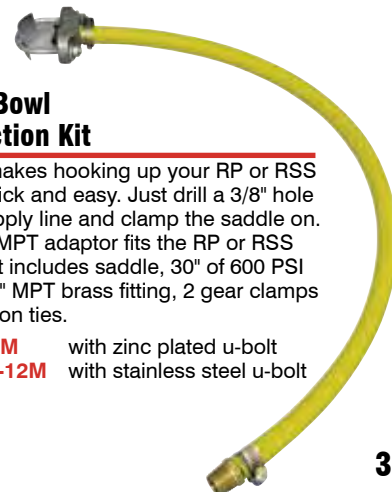 Bowl
ction Kit
makes hooking up your RP or RSS
ick and easy. Just drill a 3/8" hole
pply line and clamp the saddle on.
MPT adaptor fits the RP or RSS
t includes saddle, 30" of 600 PSI
" MPT brass fitting, 2 gear clamps
on ties.
M with zinc plated u-bolt
-12M with stainless steel u-bolt
3